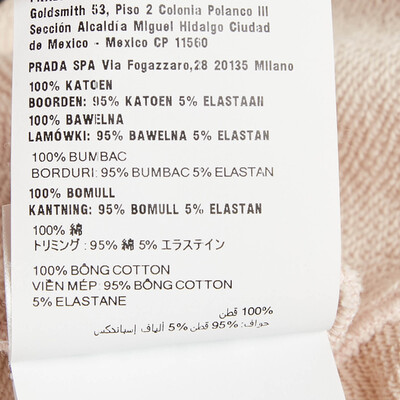 Goldsmith 53, Piso 2 Colonia Polanco III
Sección Alcaldía Miguel Hidalgo Ciudad
de Mexico - Mexico CP 11560
PRADA SPA Via Fogazzaro,28 20135 Milano
100% KATOEN
BOORDEN: 95% KATOEN 5% ELASTAAN
100% BAWELNA
LAMÓWKI: 95% BAWELNA 5% ELASTAN
100% BUMBAC
BORDURI: 95% BUMBAC 5% ELASTAN
100% BOMULL
KANTNING: 95% BOMULL 5% ELASTAN
100% 綿
トリミング : 95% 綿 5% エラステイン
100% BÔNG COTTON
VIỀN MÉP: 95% BÔNG COTTON
5% ELASTANE
100% قطن
حواف: 95% قطن 5% ألياف إسباندكس